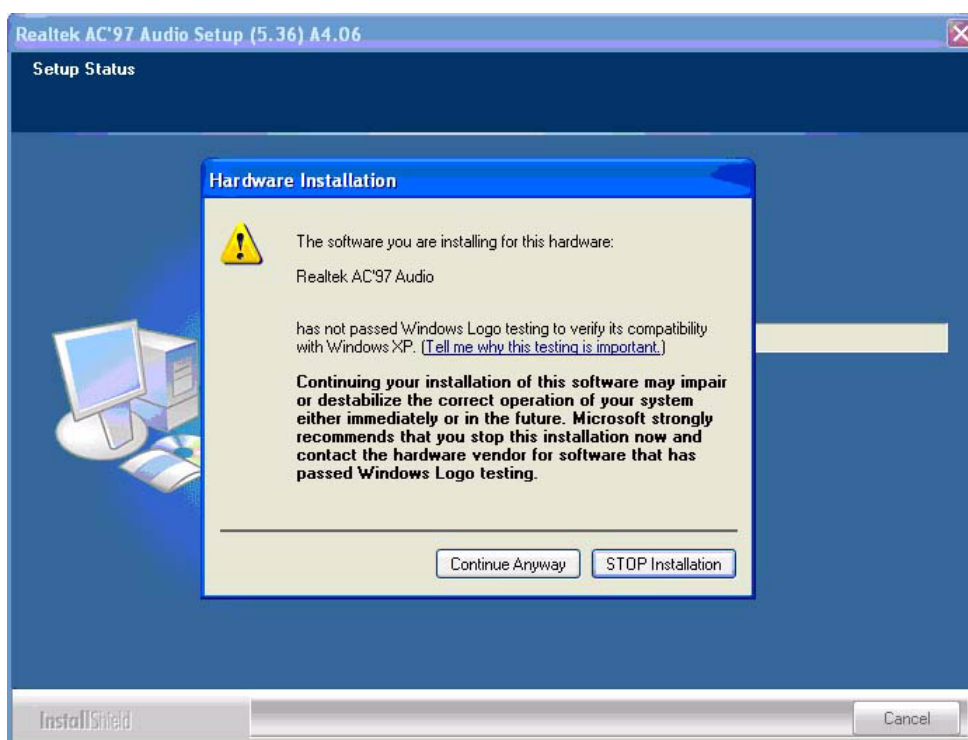 Realtek AC'97 Audio Setup (5.36) A4.06
Setup Status
Hardware Installation
The software you are installing for this hardware:
Realtek AC'97 Audio
has not passed Windows Logo testing to verify its compatibility
with Windows XP. (Tell me why this testing is important.)
Continuing your installation of this software may impair
or destabilize the correct operation of your system
either immediately or in the future. Microsoft strongly
recommends that you stop this installation now and
contact the hardware vendor for software that has
passed Windows Logo testing.
Continue Anyway
STOP Installation
InstallShield
Cancel